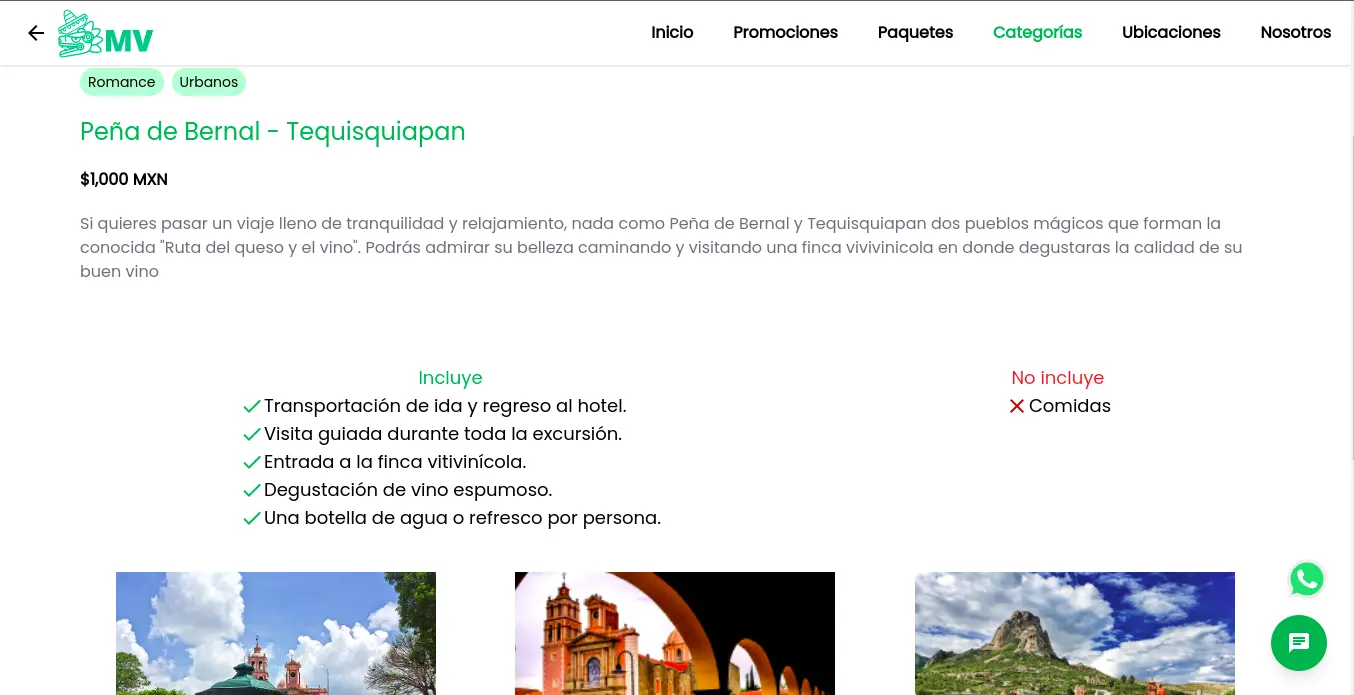 MV
Inicio Promociones Paquetes Categorías Ubicaciones Nosotros
Romance Urbanos
Peña de Bernal - Tequisquiapan
$1,000 MXN
Si quieres pasar un viaje lleno de tranquilidad y relajamiento, nada como Peña de Bernal y Tequisquiapan dos pueblos mágicos que forman la
conocida "Ruta del queso y el vino". Podrás admirar su belleza caminando y visitando una finca vivivinicola en donde degustaras la calidad de su
buen vino
Incluye
Transportación de ida y regreso al hotel.
Visita guiada durante toda la excursión.
Entrada a la finca vitivinícola.
Degustación de vino espumoso.
Una botella de agua o refresco por persona.
No incluye
Comidas